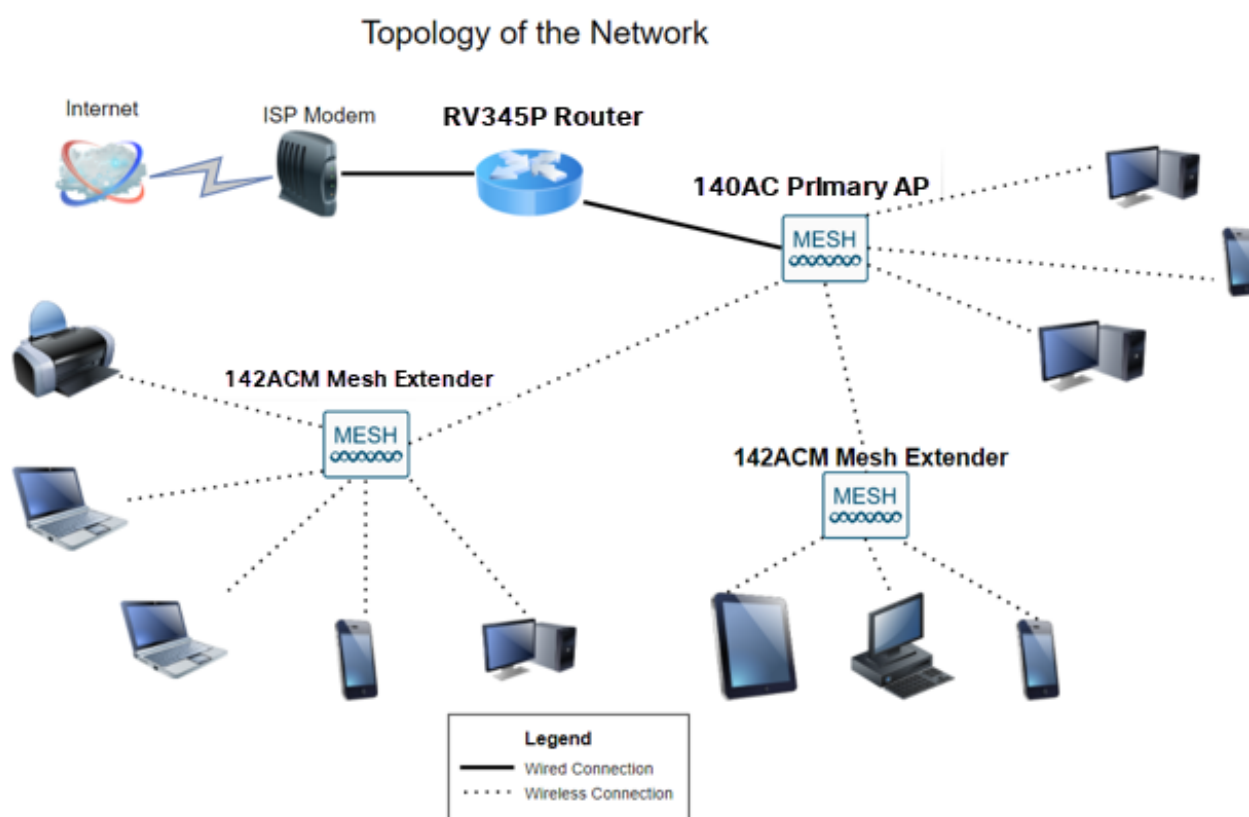 Topology of the Network
Internet
ISP Modem
RV345P Router
140AC PrImary AP
MESH
142ACM Mesh Extender
MESH
142ACM Mesh Extender
MESH
Legend
Wired Connection
Wireless Connection